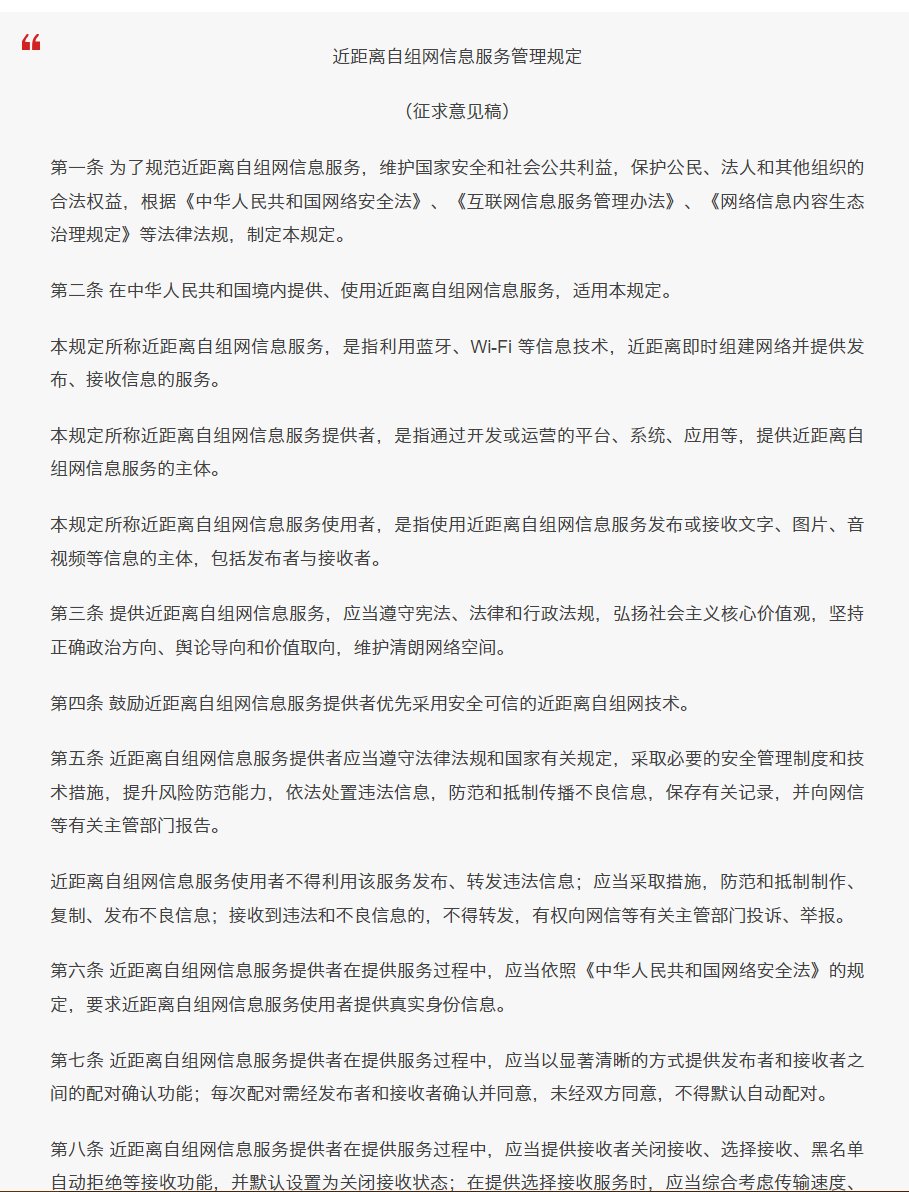 近距离自组网信息服务管理规定
（征求意见稿）
第一条 为了规范近距离自组网信息服务，维护国家安全和社会公共利益，保护公民、法人和其他组织的
合法权益，根据《中华人民共和国网络安全法》、《互联网信息服务管理办法》、《网络信息内容生态
治理规定》等法律法规，制定本规定。
第二条 在中华人民共和国境内提供、使用近距离自组网信息服务，适用本规定。
本规定所称近距离自组网信息服务，是指利用蓝牙、Wi-Fi 等信息技术，近距离即时组建网络并提供发
布、接收信息的服务。
本规定所称近距离自组网信息服务提供者，是指通过开发或运营的平台、系统、应用等，提供近距离自
组网信息服务的主体。
本规定所称近距离自组网信息服务使用者，是指使用近距离自组网信息服务发布或接收文字、图片、音
视频等信息的主体，包括发布者与接收者。
第三条 提供近距离自组网信息服务，应当遵守宪法、法律和行政法规，弘扬社会主义核心价值观，坚持
正确政治方向、舆论导向和价值取向，维护清朗网络空间。
第四条 鼓励近距离自组网信息服务提供者优先采用安全可信的近距离自组网技术。
第五条 近距离自组网信息服务提供者应当遵守法律法规和国家有关规定，采取必要的安全管理制度和技
术措施，提升风险防范能力，依法处置违法信息，防范和抵制传播不良信息，保存有关记录，并向网信
等有关主管部门报告。
近距离自组网信息服务使用者不得利用该服务发布、转发违法信息；应当采取措施，防范和抵制制作、
复制、发布不良信息；接收到违法和不良信息的，不得转发，有权向网信等有关主管部门投诉、举报。
第六条 近距离自组网信息服务提供者在提供服务过程中，应当依照《中华人民共和国网络安全法》的规
定，要求近距离自组网信息服务使用者提供真实身份信息。
第七条 近距离自组网信息服务提供者在提供服务过程中，应当以显著清晰的方式提供发布者和接收者之
间的配对确认功能；每次配对需经发布者和接收者确认并同意，未经双方同意，不得默认自动配对。
第八条 近距离自组网信息服务提供者在提供服务过程中，应当提供接收者关闭接收、选择接收、黑名单
自动拒绝等接收功能，并默认设置为关闭接收状态；在提供选择接收服务时，应当综合考虑传输速度、